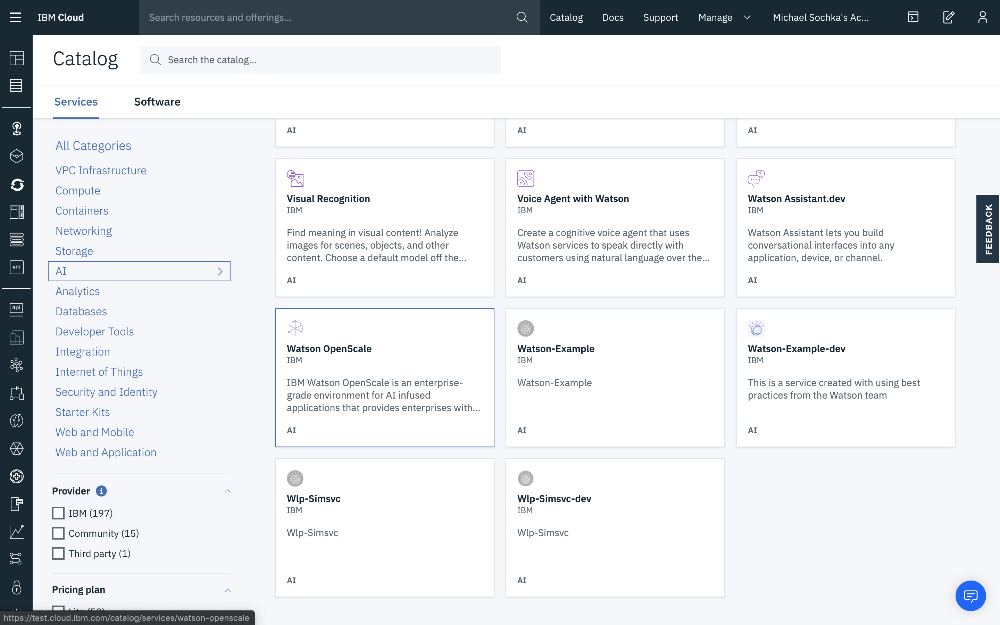 IBM Cloud
Search resources and offerings...
Catalog
Docs
Support
Manage
Michael Sochka's Ac...
Catalog
Search the catalog...
Services
Software
All Categories
VPC Infrastructure
Compute
Containers
Networking
Storage
AI
Analytics
Databases
Developer Tools
Integration
Internet of Things
Security and Identity
Starter Kits
Web and Mobile
Web and Application
Provider
i
IBM (197)
Community (15)
Third party (1)
Pricing plan
vm
api
AI
AI
AI
Visual Recognition
IBM
Find meaning in visual content! Analyze
images for scenes, objects, and other
content. Choose a default model off the...
AI
Voice Agent with Watson
IBM
Create a cognitive voice agent that uses
Watson services to speak directly with
customers using natural language over the...
AI
Watson Assistant.dev
IBM
Watson Assistant lets you build
conversational interfaces into any
application, device, or channel.
AI
Watson OpenScale
IBM
IBM Watson OpenScale is an enterprise-
grade environment for AI infused
applications that provides enterprises with...
AI
Watson-Example
IBM
Watson-Example
AI
Watson-Example-dev
IBM
This is a service created with using best
practices from the Watson team
AI
Wlp-Simsvc
IBM
Wlp-Simsvc
AI
Wlp-Simsvc-dev
IBM
Wlp-Simsvc
AI
FEEDBACK
https://test.cloud.ibm.com/catalog/services/watson-openscale